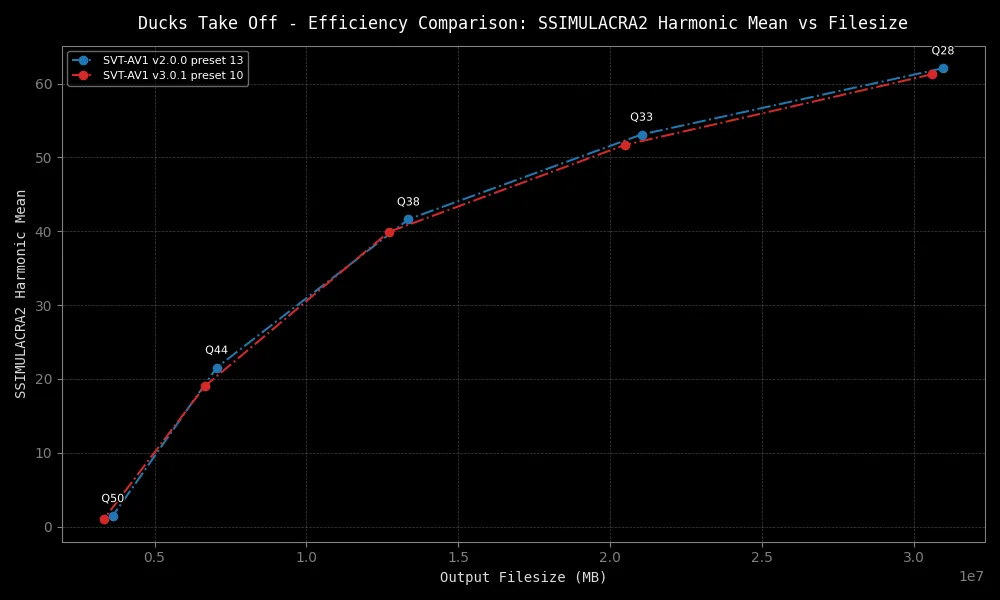 Ducks Take Off - Efficiency Comparison: SSIMULACRA2 Harmonic Mean vs Filesize
SVT-AV1 v2.0.0 preset 13
SVT-AV1 v3.0.1 preset 10
Q28
Q33
Q38
Q44
Q50
60
50
40
30
20
10
0
SSIMULACRA2 Harmonic Mean
0.5 1.0 1.5 2.0 2.5 3.0
1e7
Output Filesize (MB)